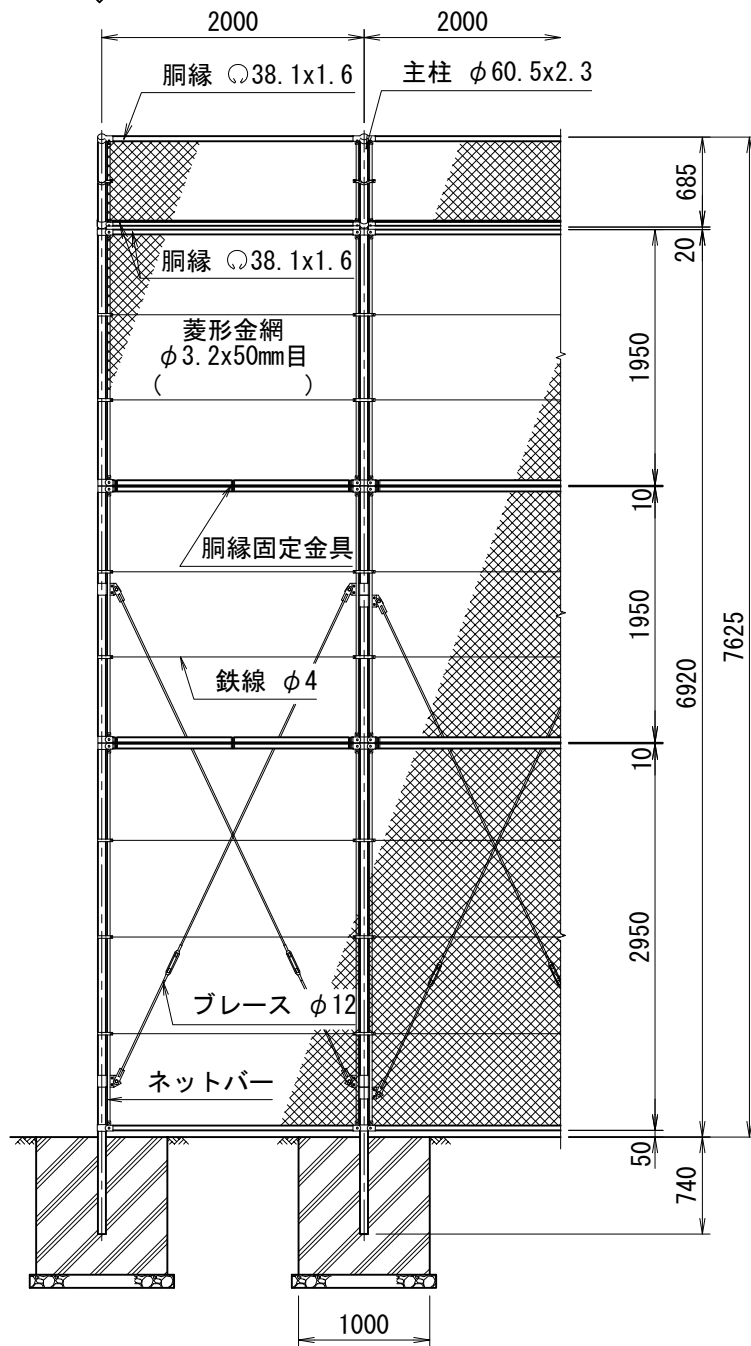 2000
2000
胴縁 38.1x1.6
主柱 φ60.5x2.3
685
20
胴縁 38.1x1.6
菱形金網
φ3.2x50mm目
(　　　)
1950
10
胴縁固定金具
1950
7625
6920
鉄線 φ4
10
2950
ブレース φ12
ネットバー
50
740
1000